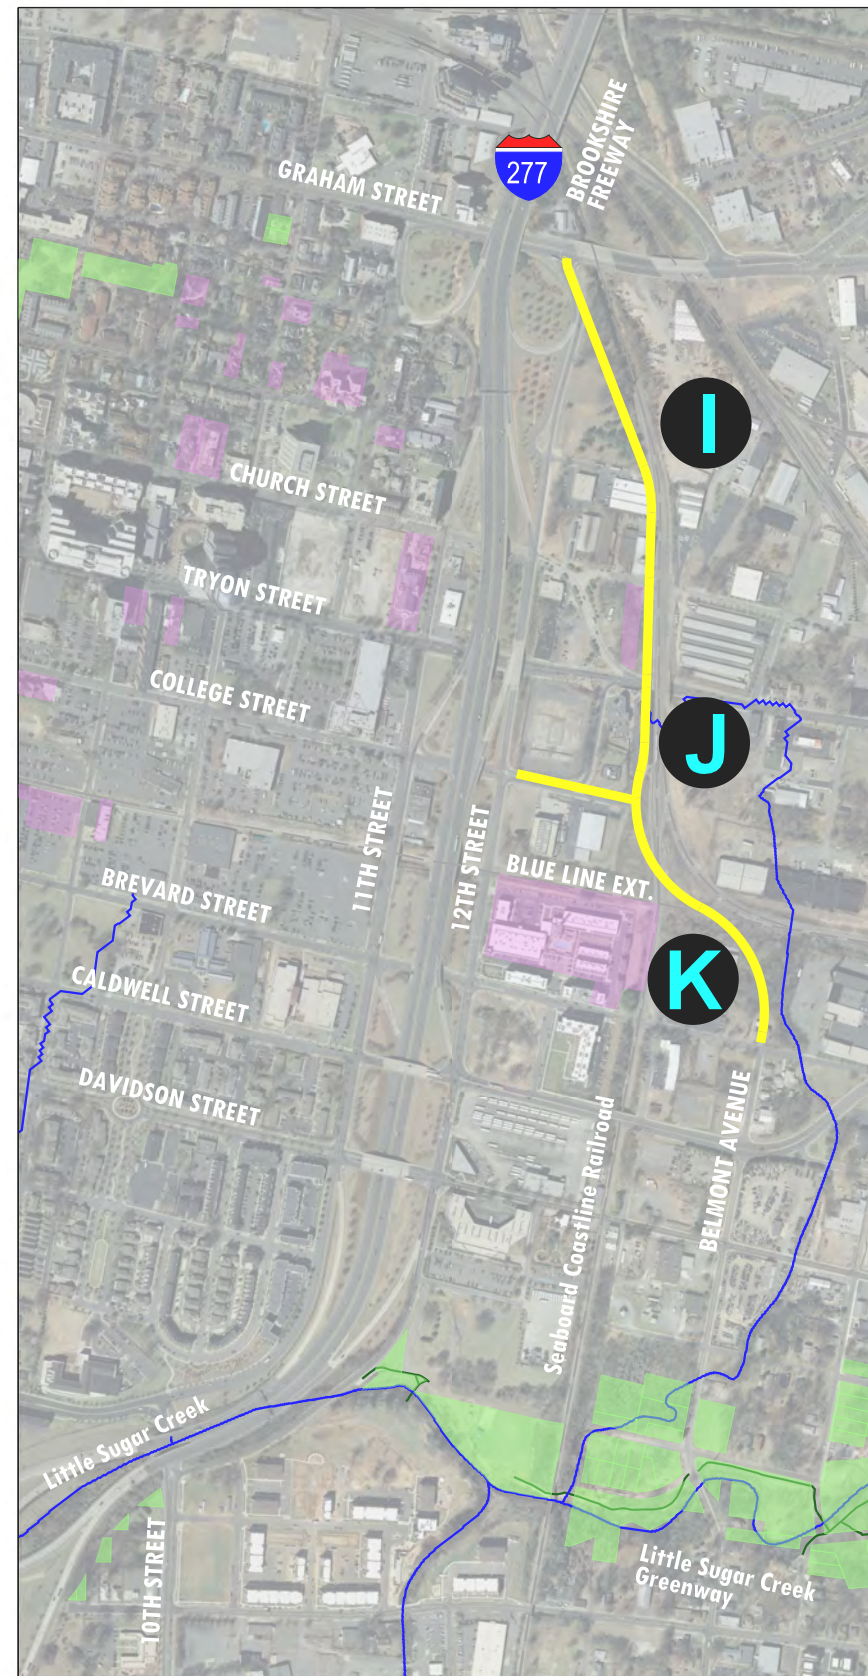 277
BROOKSHIRE
FREEWAY
GRAHAM STREET
I
CHURCH STREET
TRYON STREET
COLLEGE STREET
J
11TH STREET
12TH STREET
BLUE LINE EXT.
BREVARD STREET
K
CALDWELL STREET
DAVIDSON STREET
BELMONT AVENUE
Seaboard Coastline Railroad
Little Sugar Creek
10TH STREET
Little Sugar Creek
Greenway